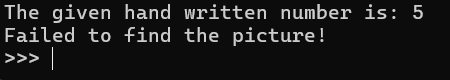 The given hand written number is: 5
Failed to find the picture!
>>>